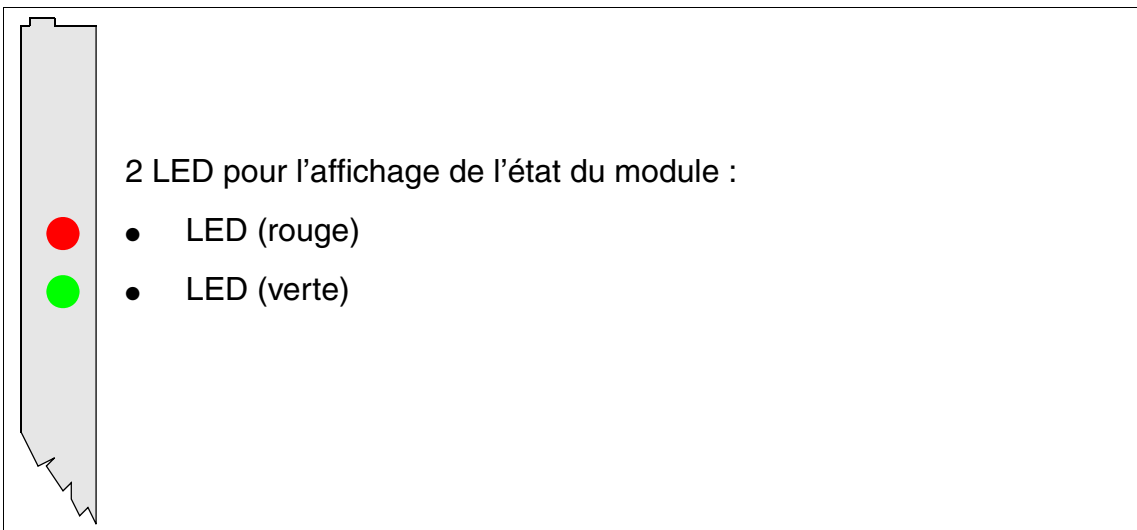 2 LED pour l'affichage de l'état du module :
● LED (rouge)
● LED (verte)